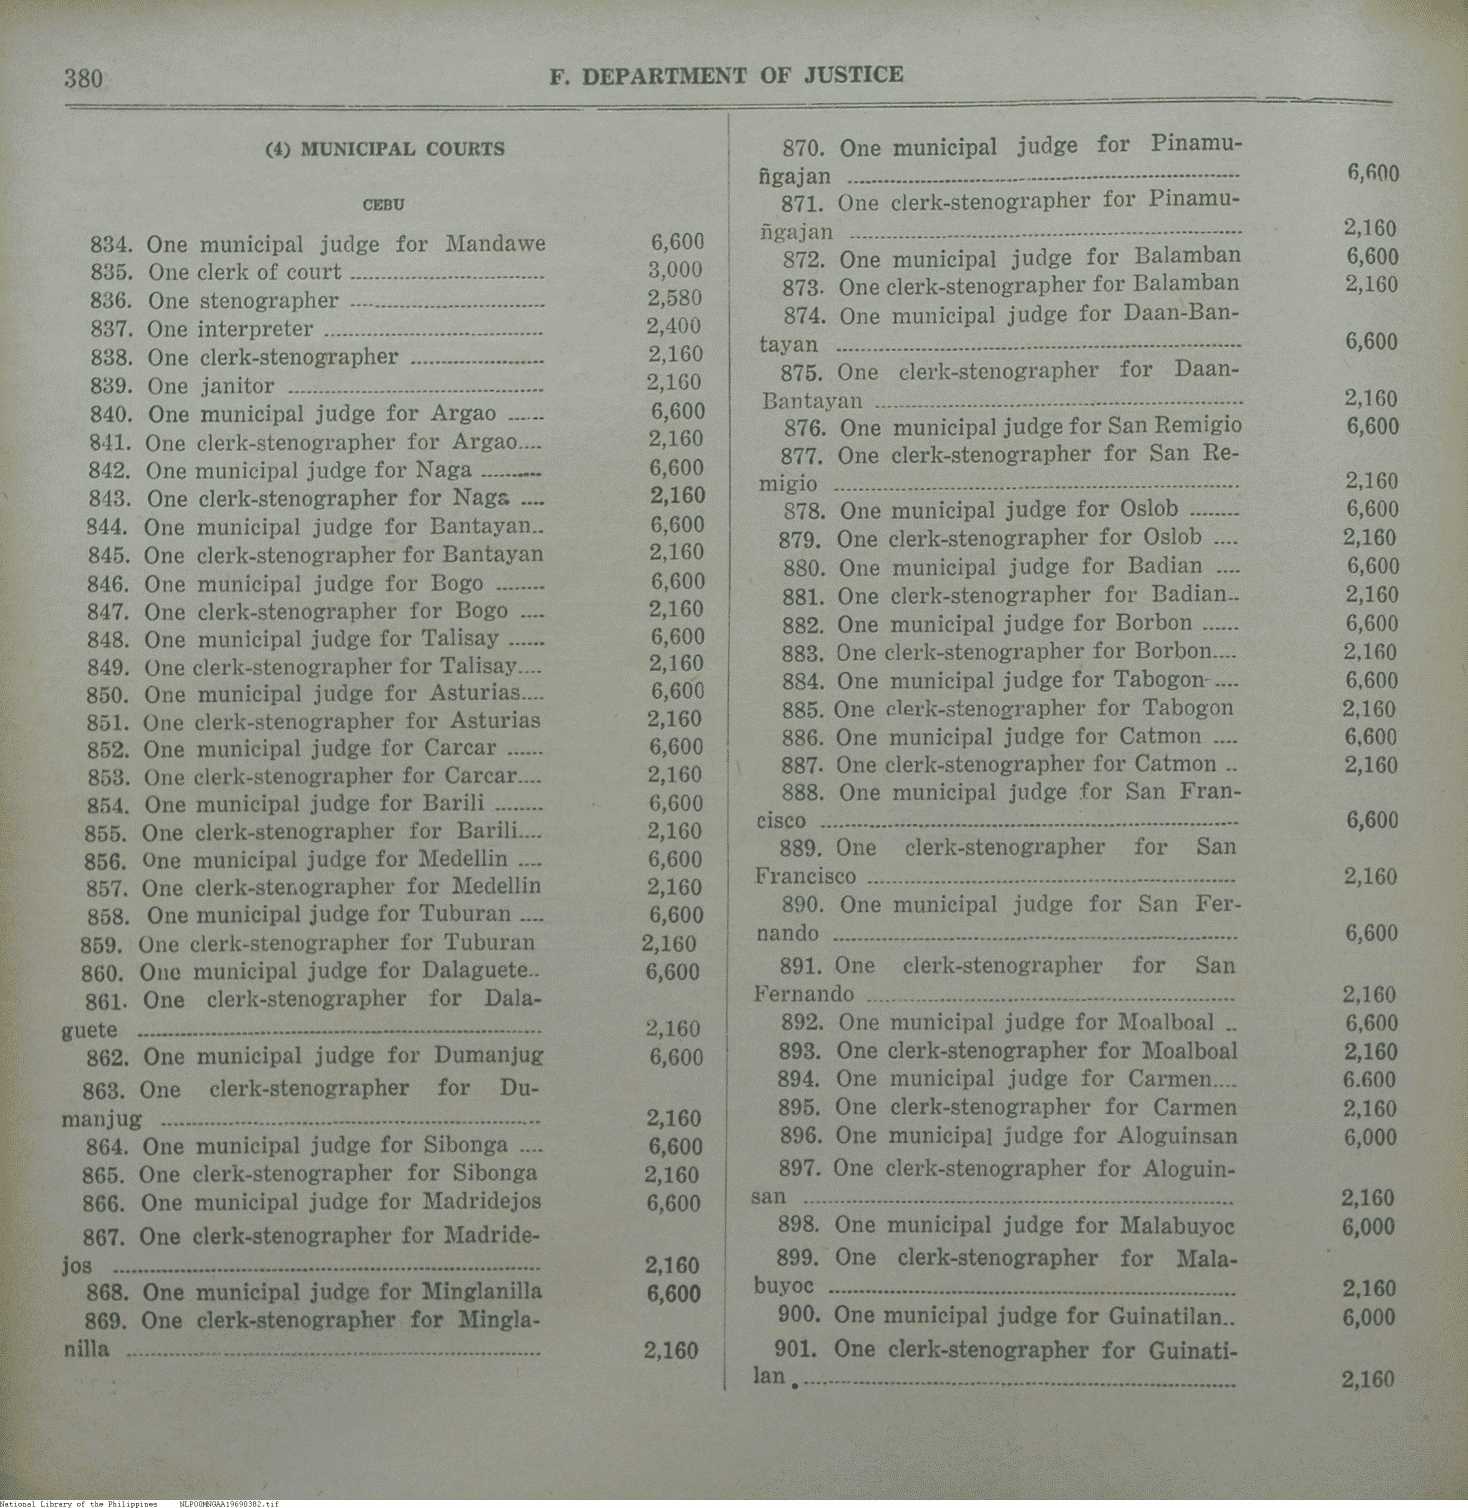 380
F. DEPARTMENT OF JUSTICE
(4) MUNICIPAL COURTS
CEBU
834. One municipal judge for Mandawe 6,600
835. One clerk of court ................ 3,000
836. One stenographer ................ 2,580
837. One interpreter ................ 2,400
838. One clerk-stenographer ................ 2,160
839. One janitor ................ 2,160
840. One municipal judge for Argao ...... 6,600
841. One clerk-stenographer for Argao.... 2,160
842. One municipal judge for Naga .......... 6,600
843. One clerk-stenographer for Naga .... 2,160
844. One municipal judge for Bantayan.. 6,600
845. One clerk-stenographer for Bantayan 2,160
846. One municipal judge for Bogo ........ 6,600
847. One clerk-stenographer for Bogo .... 2,160
848. One municipal judge for Talisay ...... 6,600
849. One clerk-stenographer for Talisay.... 2,160
850. One municipal judge for Asturias.... 6,600
851. One clerk-stenographer for Asturias 2,160
852. One municipal judge for Carcar ...... 6,600
853. One clerk-stenographer for Carcar.... 2,160
854. One municipal judge for Barili ........ 6,600
855. One clerk-stenographer for Barili.... 2,160
856. One municipal judge for Medellin .... 6,600
857. One clerk-stenographer for Medellin 2,160
858. One municipal judge for Tuburan .... 6,600
859. One clerk-stenographer for Tuburan 2,160
860. One municipal judge for Dalaguete.. 6,600
861. One clerk-stenographer for Dala-
guete ................ 2,160
862. One municipal judge for Dumanjug 6,600
863. One clerk-stenographer for Du-
manjug ................ 2,160
864. One municipal judge for Sibonga .... 6,600
865. One clerk-stenographer for Sibonga 2,160
866. One municipal judge for Madridejos 6,600
867. One clerk-stenographer for Madride-
jos ................ 2,160
868. One municipal judge for Minglanilla 6,600
869. One clerk-stenographer for Mingla-
nilla ................ 2,160
870. One municipal judge for Pinamu-
ñgajan ................ 6,600
871. One clerk-stenographer for Pinamu-
ñgajan ................ 2,160
872. One municipal judge for Balamban 6,600
873. One clerk-stenographer for Balamban 2,160
874. One municipal judge for Daan-Ban-
tayan ................ 6,600
875. One clerk-stenographer for Daan-
Bantayan ................ 2,160
876. One municipal judge for San Remigio 6,600
877. One clerk-stenographer for San Re-
migio ................ 2,160
878. One municipal judge for Oslob ........ 6,600
879. One clerk-stenographer for Oslob .... 2,160
880. One municipal judge for Badian .... 6,600
881. One clerk-stenographer for Badian.. 2,160
882. One municipal judge for Borbon ...... 6,600
883. One clerk-stenographer for Borbon.... 2,160
884. One municipal judge for Tabogon .... 6,600
885. One clerk-stenographer for Tabogon 2,160
886. One municipal judge for Catmon .... 6,600
887. One clerk-stenographer for Catmon .. 2,160
888. One municipal judge for San Fran-
cisco ................ 6,600
889. One clerk-stenographer for San
Francisco ................ 2,160
890. One municipal judge for San Fer-
nando ................ 6,600
891. One clerk-stenographer for San
Fernando ................ 2,160
892. One municipal judge for Moalboal .. 6,600
893. One clerk-stenographer for Moalboal 2,160
894. One municipal judge for Carmen.... 6.600
895. One clerk-stenographer for Carmen 2,160
896. One municipal judge for Aloguinsan 6,000
897. One clerk-stenographer for Aloguin-
san ................ 2,160
898. One municipal judge for Malabuyoc 6,000
899. One clerk-stenographer for Mala-
buyoc ................ 2,160
900. One municipal judge for Guinatilan.. 6,000
901. One clerk-stenographer for Guinati-
lan ................ 2,160
National Library of the Philippines NLPOOMNGAA19690382.tif